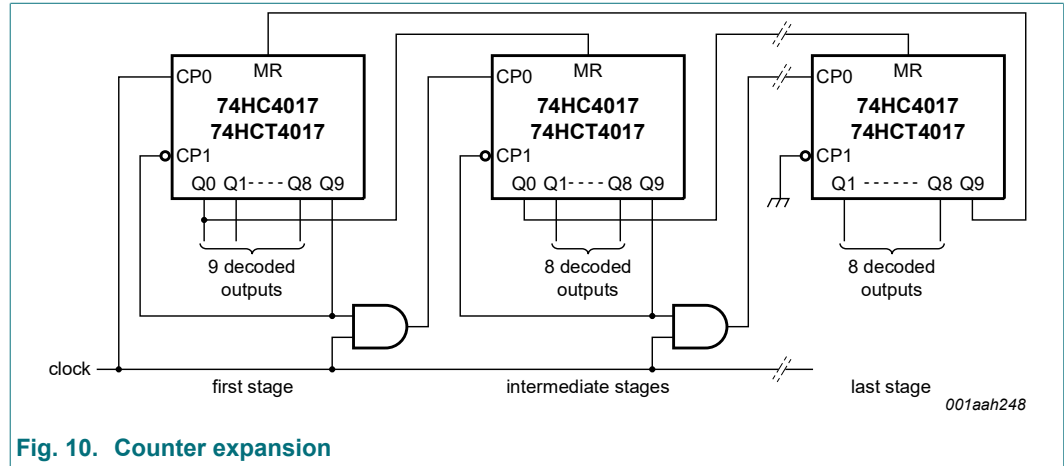 CP0 MR
74HC4017
74HCT4017
CP1
Q0 Q1 - - - - Q8 Q9
9 decoded
outputs
CP0 MR
74HC4017
74HCT4017
CP1
Q0 Q1 - - - - Q8 Q9
8 decoded
outputs
CP0 MR
74HC4017
74HCT4017
CP1
Q1 - - - - - - Q8 Q9
8 decoded
outputs
clock
first stage
intermediate stages
last stage
001aah248
Fig. 10. Counter expansion